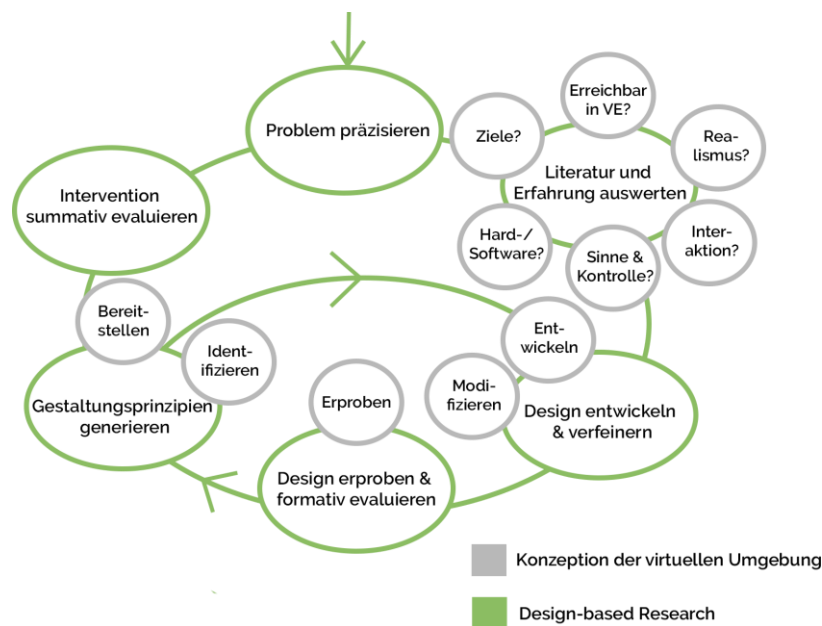 Problem präzisieren
Ziele?
Erreichbar
in VE?
Rea-
lismus?
Literatur und
Erfahrung auswerten
Inter-
aktion?
Sinne &
Kontrolle?
Hard-/
Software?
Ent-
wickeln
Modi-
fizieren
Design entwickeln
& verfeinern
Erproben
Design erproben &
formativ evaluieren
Ident-
ifizieren
Gestaltungsprinzipien
generieren
Bereit-
stellen
Intervention
summativ evaluieren
Konzeption der virtuellen Umgebung
Design-based Research